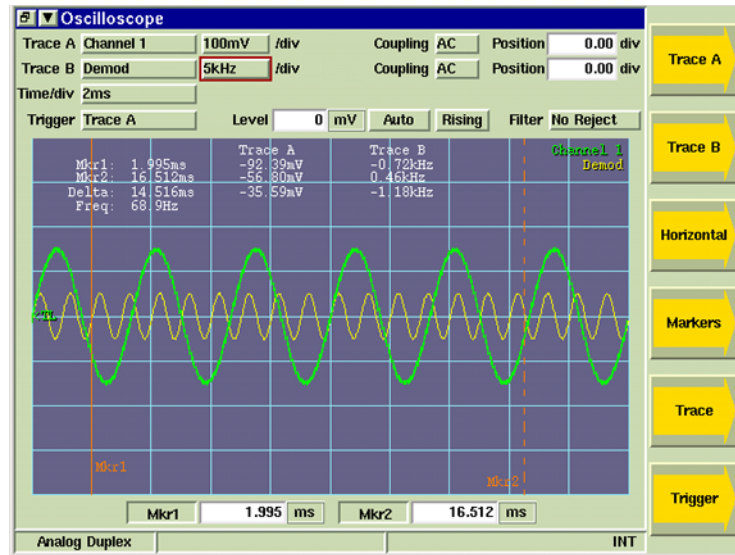 Oscilloscope
Trace A Channel 1 100mV /div Coupling AC Position 0.00 div
Trace B Demod 5kHz /div Coupling AC Position 0.00 div
Time/div 2ms
Trigger Trace A Level 0 mV Auto Rising Filter No Reject
Trace A Trace B Channel 1
Mkr1: 1.995ms -92.39mV -0.72kHz Demod
Mkr2: 16.512ms -56.80mV 0.46kHz
Delta: 14.516ms -35.59mV -1.18kHz
Freq: 68.9Hz
Mkr1
Mkr2
Mkr1 1.995 ms Mkr2 16.512 ms
Analog Duplex INT
Trace A
Trace B
Horizontal
Markers
Trace
Trigger